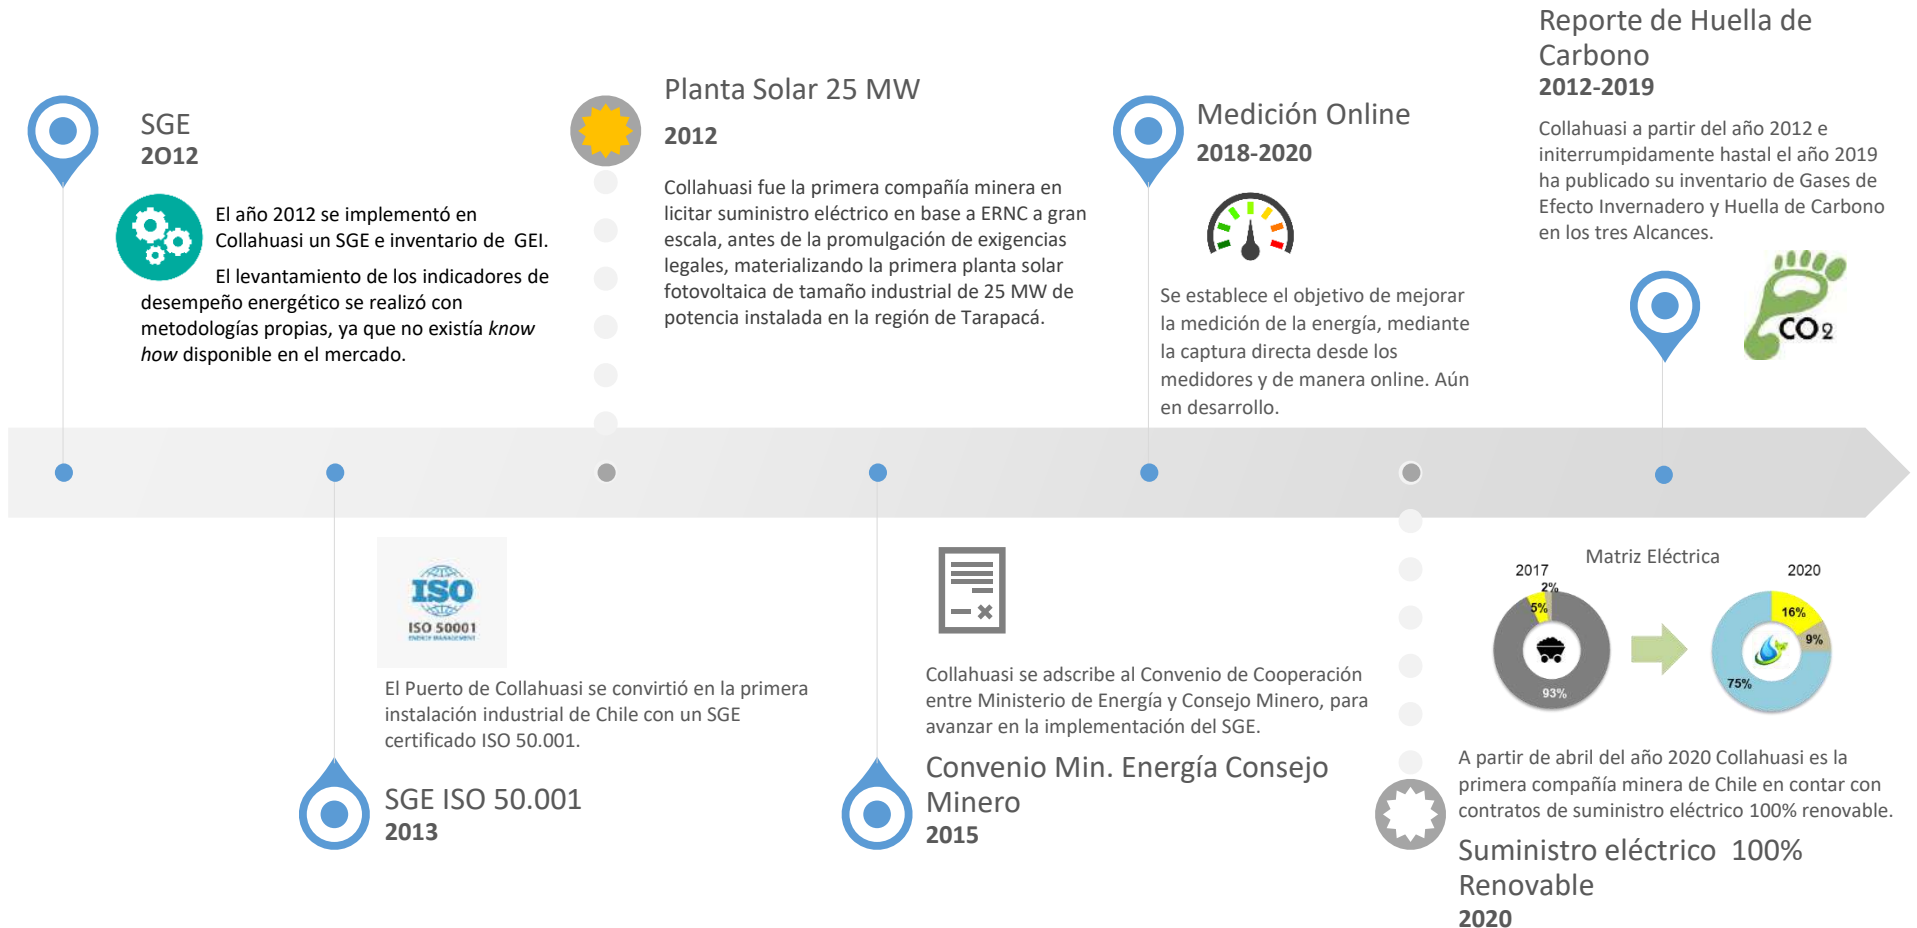 SGE
2O12
El año 2012 se implementó en
Collahuasi un SGE e inventario de GEI.
El levantamiento de los indicadores de
desempeño energético se realizó con
metodologías propias, ya que no existía know
how disponible en el mercado.
Planta Solar 25 MW
2012
Collahuasi fue la primera compañía minera en
licitar suministro eléctrico en base a ERNC a gran
escala, antes de la promulgación de exigencias
legales, materializando la primera planta solar
fotovoltaica de tamaño industrial de 25 MW de
potencia instalada en la región de Tarapacá.
Medición Online
2018-2020
Se establece el objetivo de mejorar
la medición de la energía, mediante
la captura directa desde los
medidores y de manera online. Aún
en desarrollo.
Reporte de Huella de
Carbono
2012-2019
Collahuasi a partir del año 2012 e
initerrumpidamente hastal el año 2019
ha publicado su inventario de Gases de
Efecto Invernadero y Huella de Carbono
en los tres Alcances.
CO2
ISO
ISO 50001
ENERGY MANAGEMENT
El Puerto de Collahuasi se convirtió en la primera
instalación industrial de Chile con un SGE
certificado ISO 50.001.
SGE ISO 50.001
2013
Collahuasi se adscribe al Convenio de Cooperación
entre Ministerio de Energía y Consejo Minero, para
avanzar en la implementación del SGE.
Convenio Min. Energía Consejo
Minero
2015
Matriz Eléctrica
2017
2%
5%
93%
2020
16%
9%
75%
A partir de abril del año 2020 Collahuasi es la
primera compañía minera de Chile en contar con
contratos de suministro eléctrico 100% renovable.
Suministro eléctrico 100%
Renovable
2020